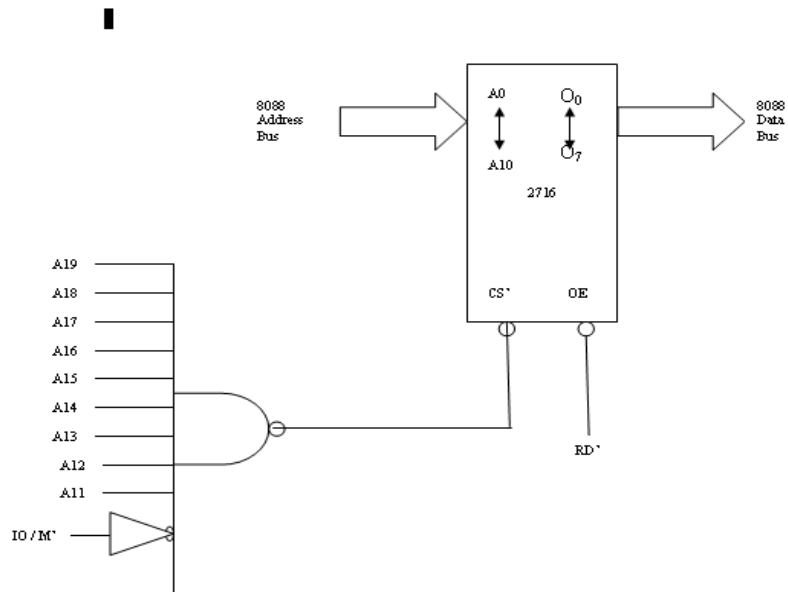 8088
Address
Bus
A0
O0
A10
O7
2716
CS`
OE
8088
Data
Bus
A19
A18
A17
A16
A15
A14
A13
A12
A11
IO / M`
RD`